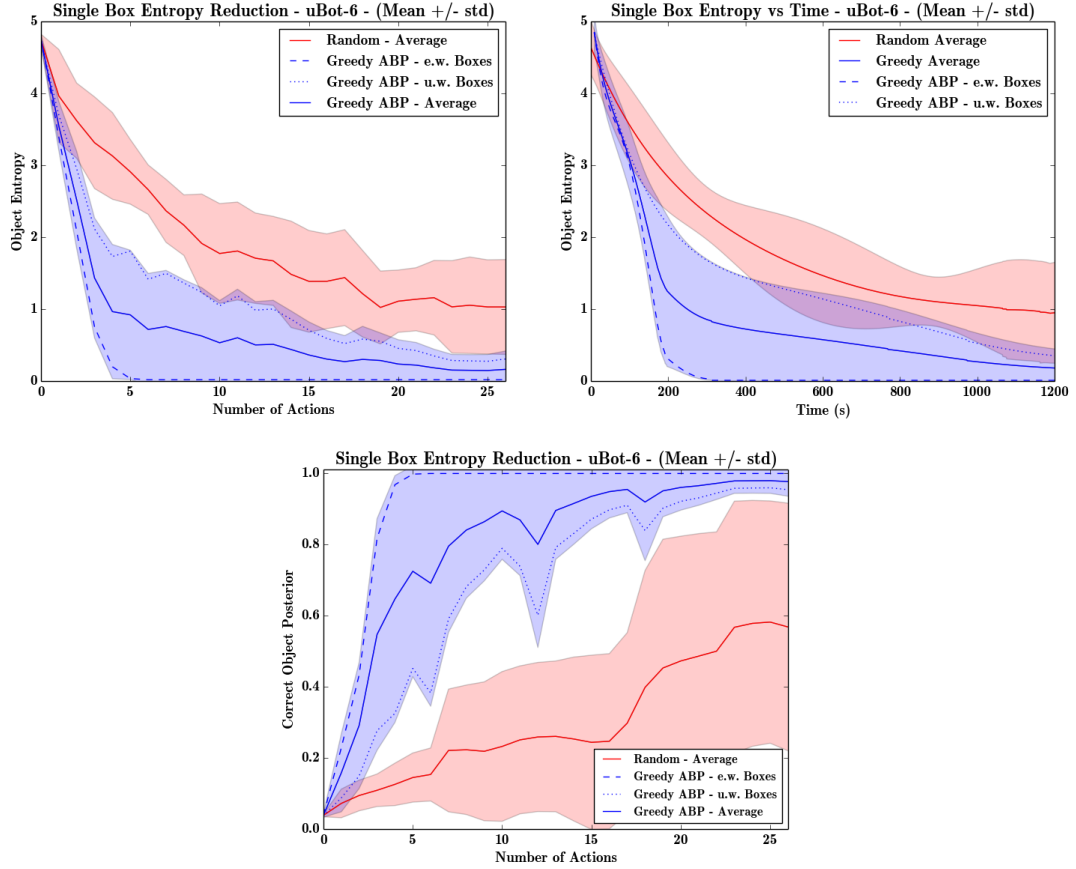 Single Box Entropy Reduction - uBot-6 - (Mean +/- std)
5
4
3
2
1
0
Object Entropy
Random - Average
Greedy ABP - e.w. Boxes
Greedy ABP - u.w. Boxes
Greedy ABP - Average
0 5 10 15 20 25
Number of Actions
Single Box Entropy vs Time - uBot-6 - (Mean +/- std)
5
4
3
2
1
0
Object Entropy
Random Average
Greedy Average
Greedy ABP - e.w. Boxes
Greedy ABP - u.w. Boxes
0 200 400 600 800 1000 1200
Time (s)
Single Box Entropy Reduction - uBot-6 - (Mean +/- std)
1.0
0.8
0.6
0.4
0.2
0.0
Correct Object Posterior
Random - Average
Greedy ABP - e.w. Boxes
Greedy ABP - u.w. Boxes
Greedy ABP - Average
0 5 10 15 20 25
Number of Actions